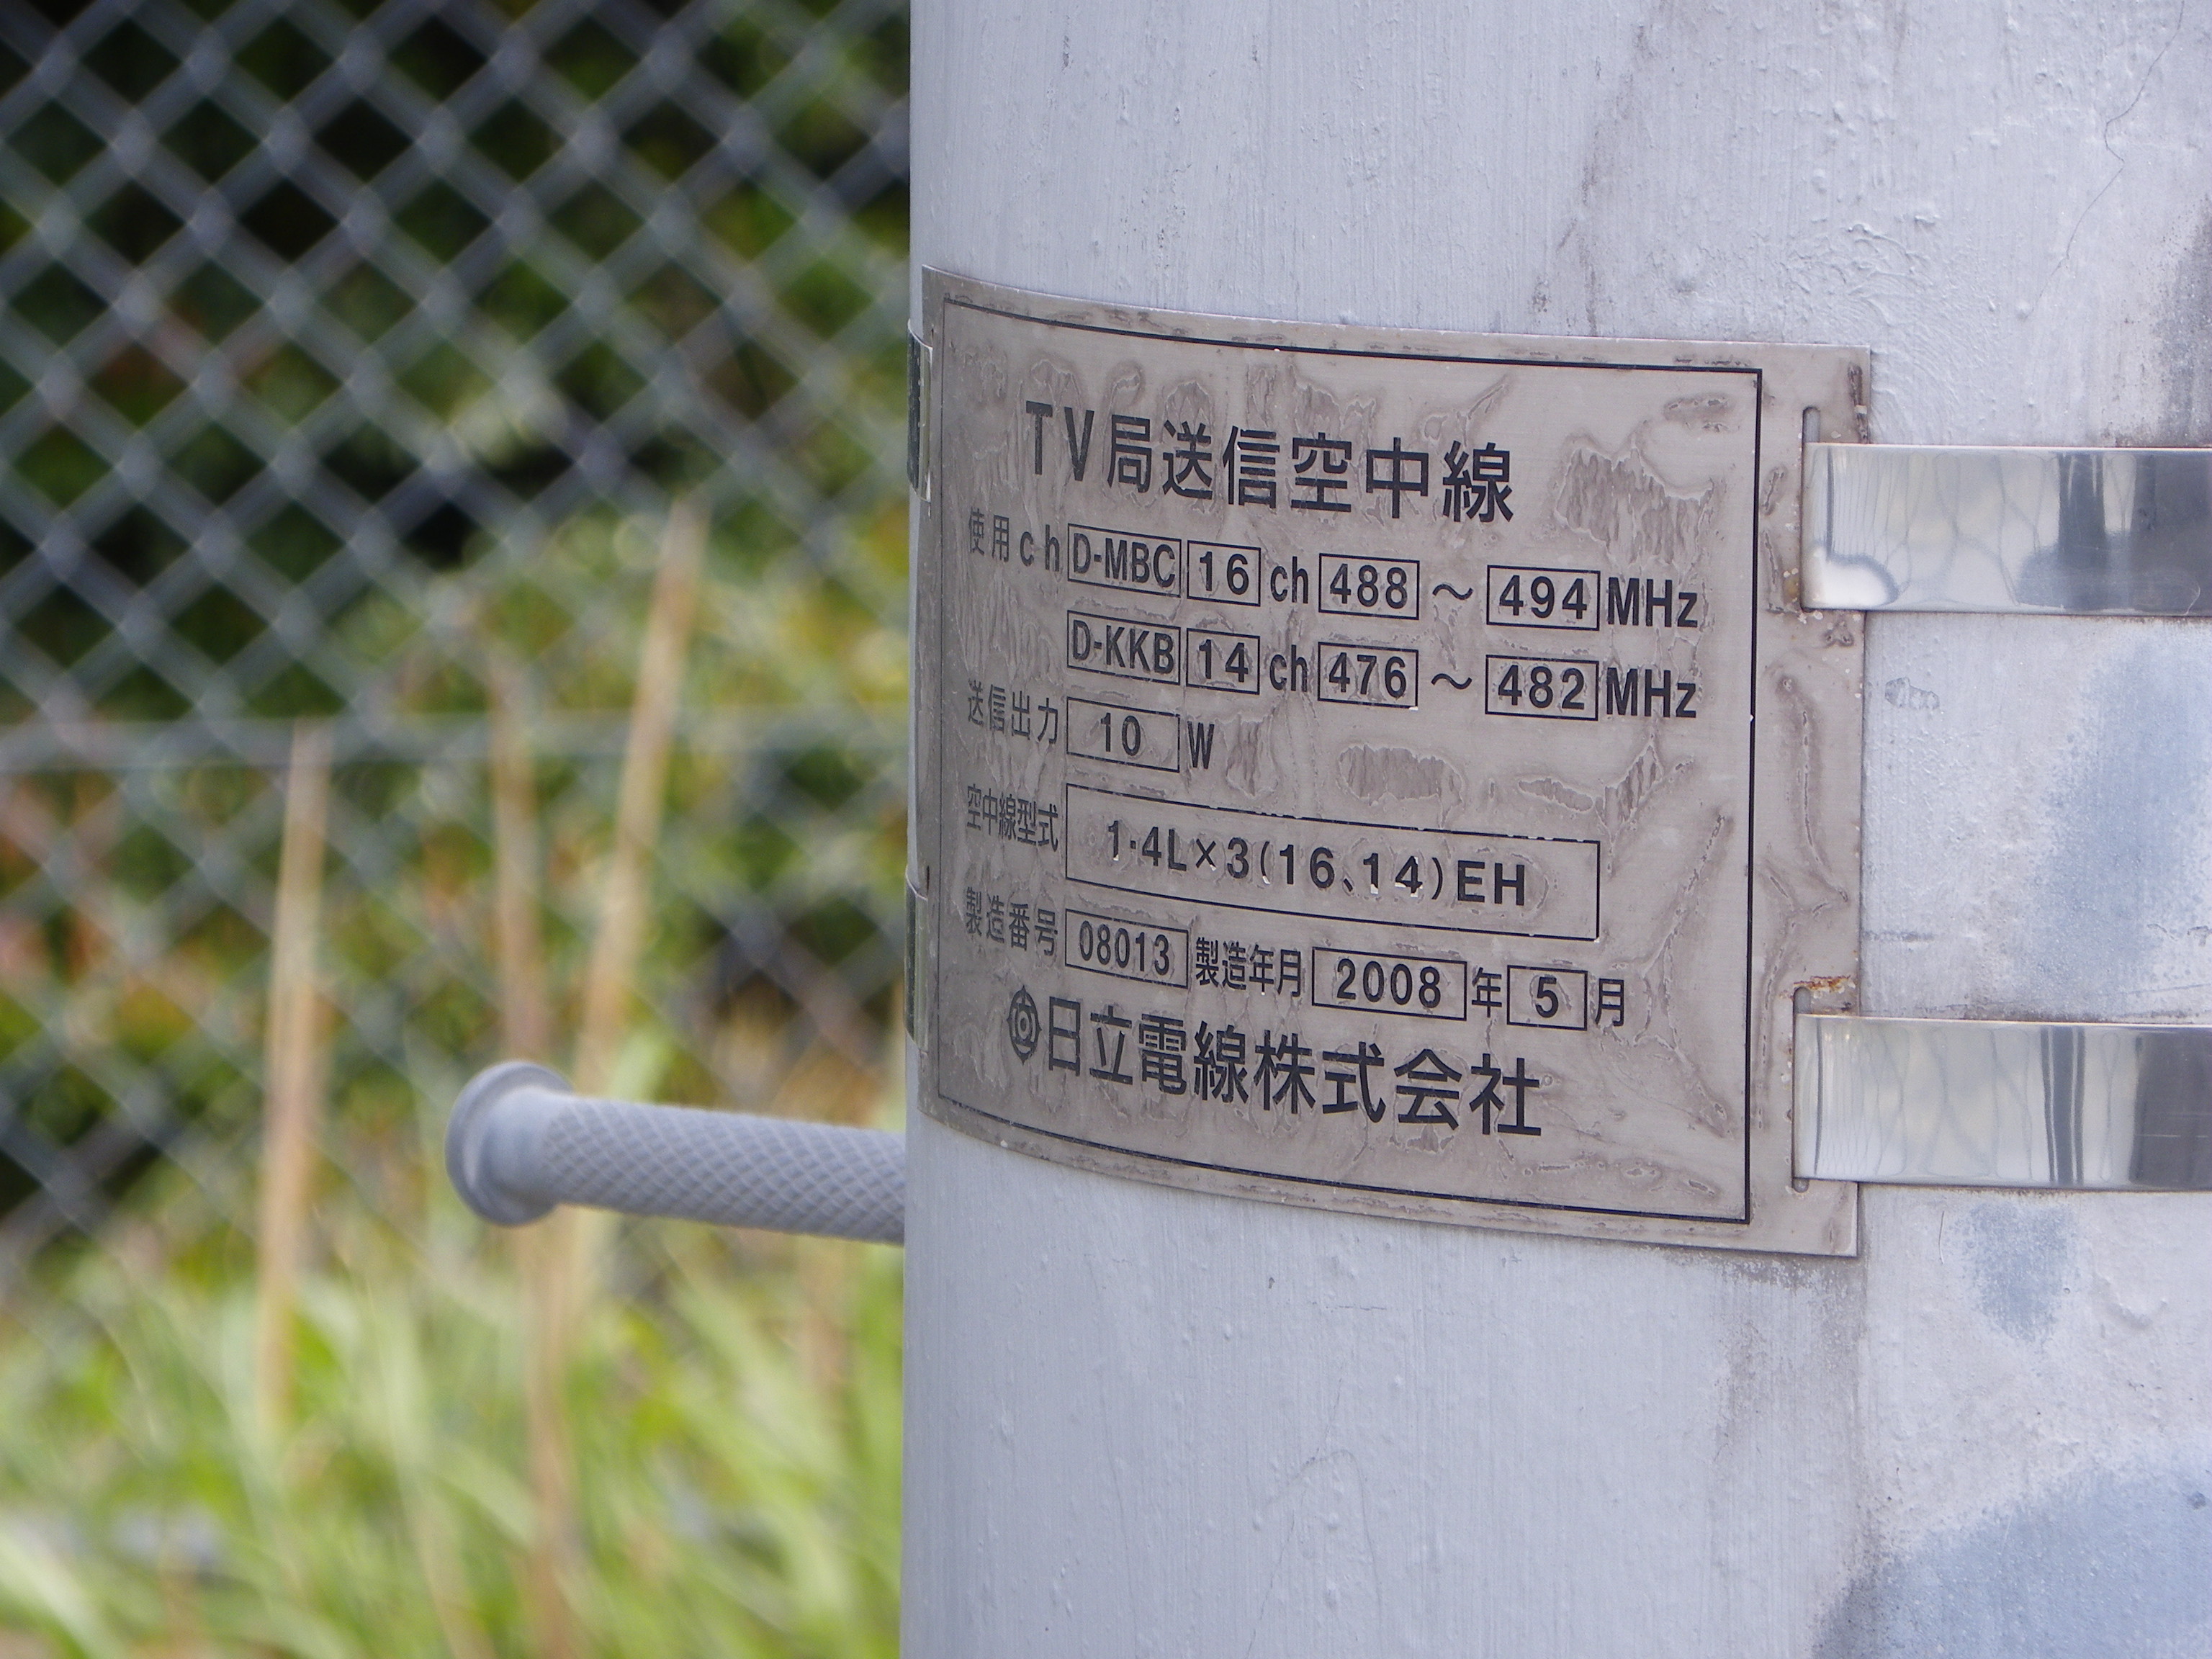 TV局送信空中線
使用ch D-MBC 16 ch 488 ～ 494 MHz
D-KKB 14 ch 476 ～ 482 MHz
送信出力 10 W
空中線型式 1·4L×3(16、14)EH
製造番号 08013 製造年月 2008 年 5 月
日立電線株式会社